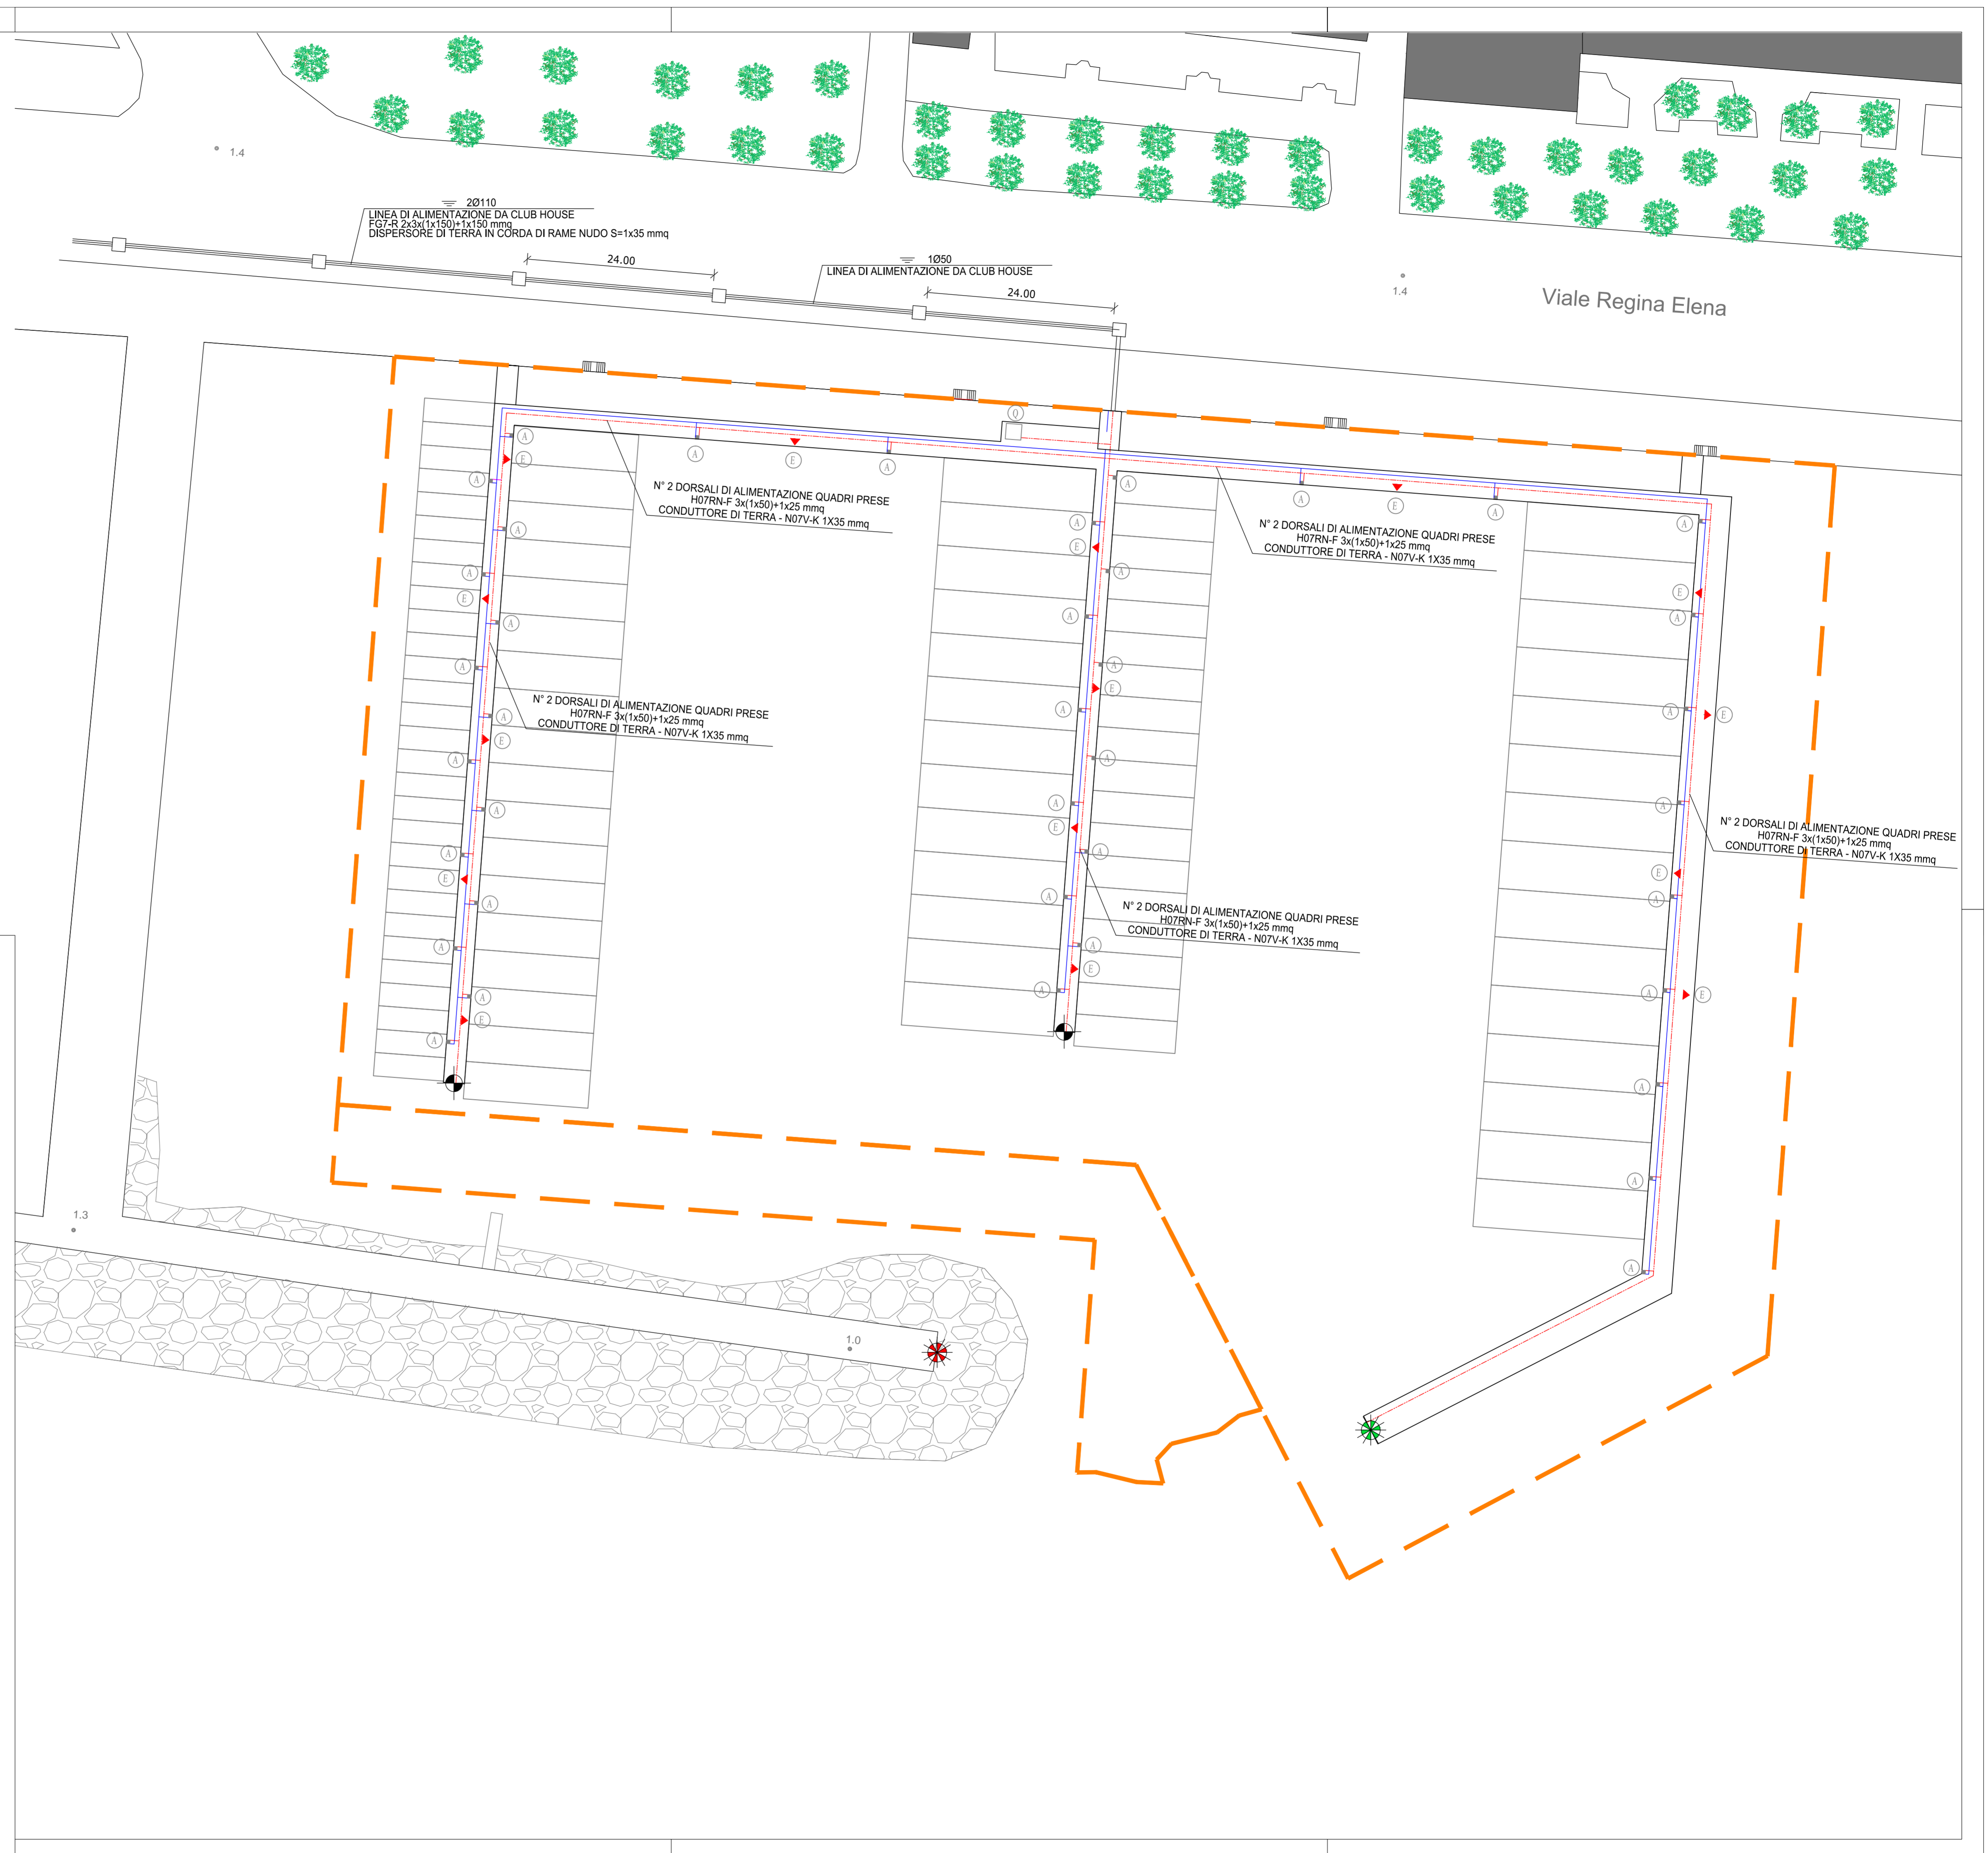 1.4
2Ø110
LINEA DI ALIMENTAZIONE DA CLUB HOUSE
FG7-R 2x3x(1x150)+1x150 mmq
DISPERSORE DI TERRA IN CORDA DI RAME NUDO S=1x35 mmq
24.00
1Ø50
LINEA DI ALIMENTAZIONE DA CLUB HOUSE
24.00
1.4
Viale Regina Elena
Q
A
E
A
E
A
A
N° 2 DORSALI DI ALIMENTAZIONE QUADRI PRESE
H07RN-F 3x(1x50)+1x25 mmq
CONDUTTORE DI TERRA - N07V-K 1X35 mmq
A
A
E
A
E
A
A
A
A
E
A
E
A
A
A
E
A
A
A
E
A
N° 2 DORSALI DI ALIMENTAZIONE QUADRI PRESE
H07RN-F 3x(1x50)+1x25 mmq
CONDUTTORE DI TERRA - N07V-K 1X35 mmq
A
A
E
A
A
A
E
A
A
E
A
A
A
E
A
N° 2 DORSALI DI ALIMENTAZIONE QUADRI PRESE
H07RN-F 3x(1x50)+1x25 mmq
CONDUTTORE DI TERRA - N07V-K 1X35 mmq
A
E
A
A
E
A
A
E
A
E
A
A
E
A
A
A
N° 2 DORSALI DI ALIMENTAZIONE QUADRI PRESE
H07RN-F 3x(1x50)+1x25 mmq
CONDUTTORE DI TERRA - N07V-K 1X35 mmq
N° 2 DORSALI DI ALIMENTAZIONE QUADRI PRESE
H07RN-F 3x(1x50)+1x25 mmq
CONDUTTORE DI TERRA - N07V-K 1X35 mmq
1.3
1.0